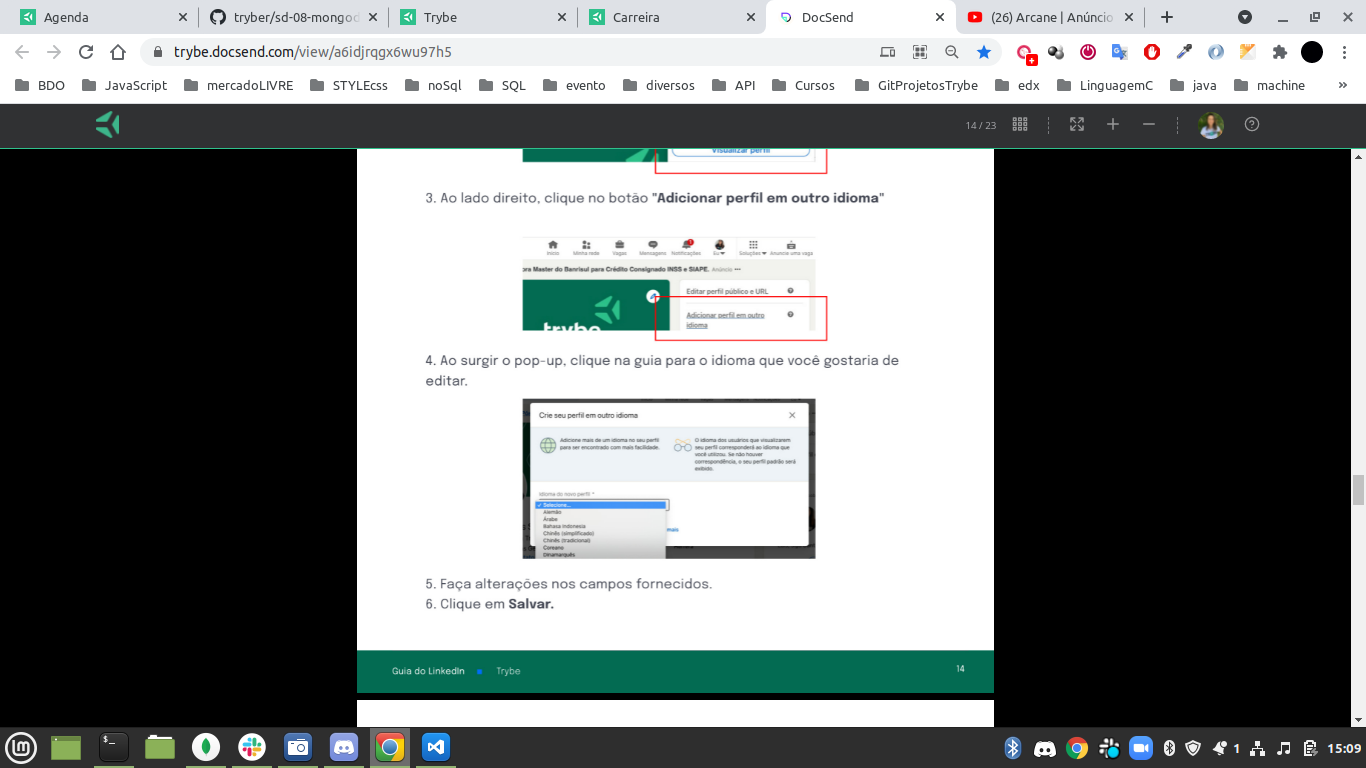 Agenda
tryber/sd-08-mongod
Trybe
Carreira
DocSend
(26) Arcane | Anúncio
trybe.docsend.com/view/a6idjrqgx6wu97h5
BDO
JavaScript
mercadoLIVRE
STYLEcss
noSql
SQL
evento
diversos
API
Cursos
GitProjetosTrybe
edx
LinguagemC
java
machine
»
14 / 23
Visualizar perfil
3. Ao lado direito, clique no botão "Adicionar perfil em outro idioma"
Início
Minha rede
Vagas
Mensagens
Notificações
Eu
Soluções
Anuncie uma vaga
ora Master do Banrisul para Crédito Consignado INSS e SIAPE. Anúncio •••
Editar perfil público e URL
Adicionar perfil em outro
idioma
trybe
4. Ao surgir o pop-up, clique na guia para o idioma que você gostaria de
editar.
Crie seu perfil em outro idioma
Adicione mais de um idioma no seu perfil
para ser encontrado com mais facilidade.
O idioma dos usuários que visualizarem
seu perfil corresponderá ao idioma que
você utilizou. Se não houver
correspondência, o seu perfil padrão será
exibido.
Idioma do novo perfil *
Selecione...
Alemão
Árabe
Bahasa Indonesia
Chinês (simplificado)
Chinês (tradicional)
Coreano
Dinamarquês
mais
5. Faça alterações nos campos fornecidos.
6. Clique em Salvar.
Guia do LinkedIn
Trybe
14
1
15:09